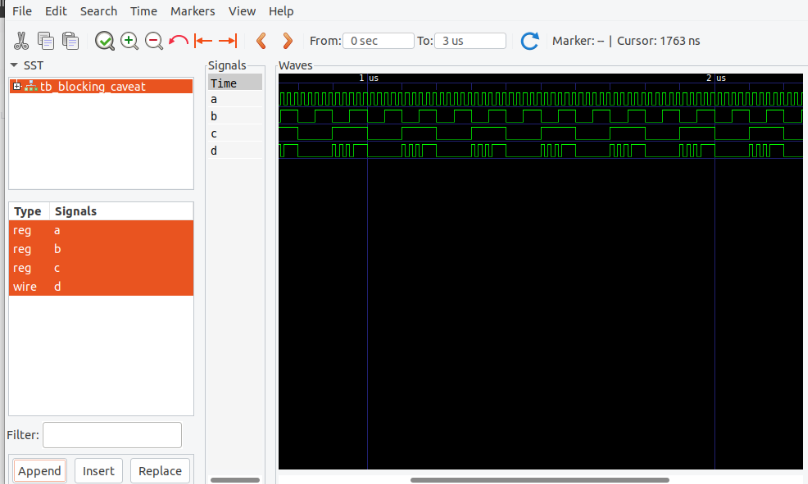 File Edit Search Time Markers View Help
From: 0 sec To: 3 us Marker: -- | Cursor: 1763 ns
SST
tb_blocking_caveat
Type Signals
reg a
reg b
reg c
wire d
Filter:
Append Insert Replace
Signals
Time
a
b
c
d
Waves
1 us 2 us